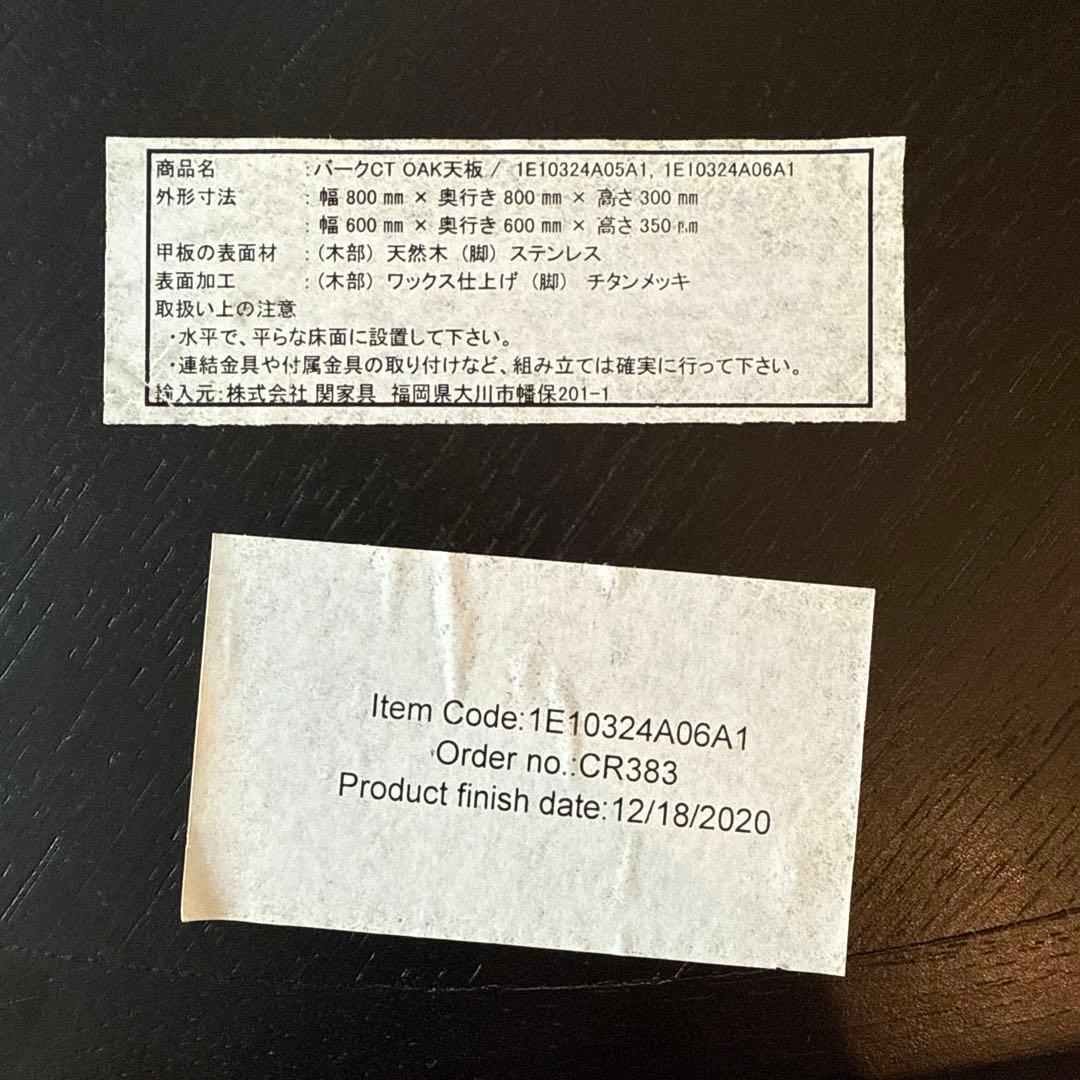 商品名 :バークCT OAK天板 / 1E10324A05A1, 1E10324A06A1
外形寸法 : 幅 800 mm × 奥行き 800 mm × 高さ 300 mm
: 幅 600 mm × 奥行き 600 mm × 高さ 350 mm
甲板の表面材 :(木部) 天然木 (脚) ステンレス
表面加工 :(木部) ワックス仕上げ (脚) チタンメッキ
取扱い上の注意
・水平で、平らな床面に設置して下さい。
・連結金具や付属金具の取り付けなど、組み立ては確実に行って下さい。
輸入元:株式会社 関家具 福岡県大川市幡保201-1
Item Code:1E10324A06A1
Order no.:CR383
Product finish date:12/18/2020